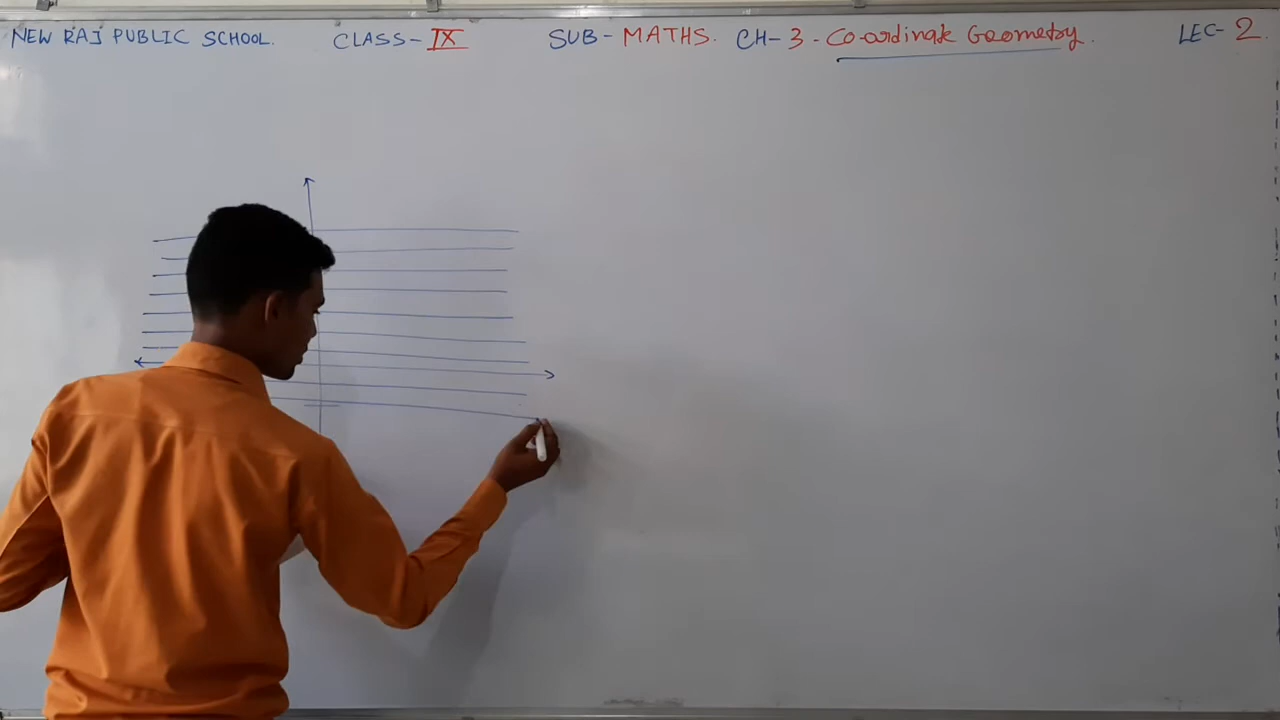 NEW RAJ PUBLIC SCHOOL. CLASS- IX SUB- MATHS. CH- 3 - Co-ordinate Geometry. LEC- 2.